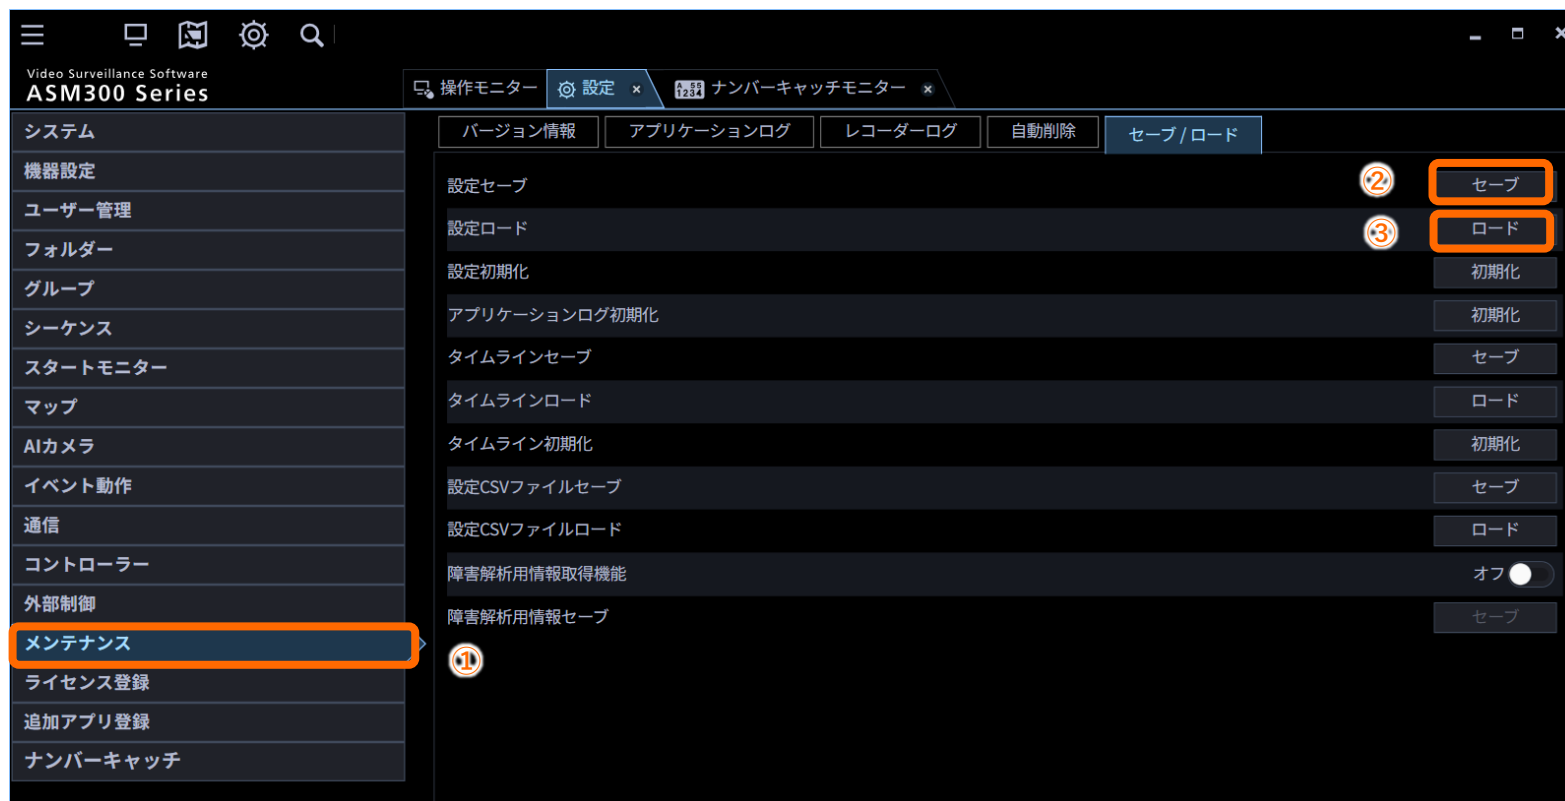 Video Surveillance Software
ASM300 Series
操作モニター
設定
A 55 1234 ナンバーキャッチモニター
システム
機器設定
ユーザー管理
フォルダー
グループ
シーケンス
スタートモニター
マップ
AIカメラ
イベント動作
通信
コントローラー
外部制御
メンテナンス
ライセンス登録
追加アプリ登録
ナンバーキャッチ
バージョン情報 アプリケーションログ レコーダーログ 自動削除 セーブ / ロード
設定セーブ ② セーブ
設定ロード ③ ロード
設定初期化 初期化
アプリケーションログ初期化 初期化
タイムラインセーブ セーブ
タイムラインロード ロード
タイムライン初期化 初期化
設定CSVファイルセーブ セーブ
設定CSVファイルロード ロード
障害解析用情報取得機能 オフ
障害解析用情報セーブ セーブ
①